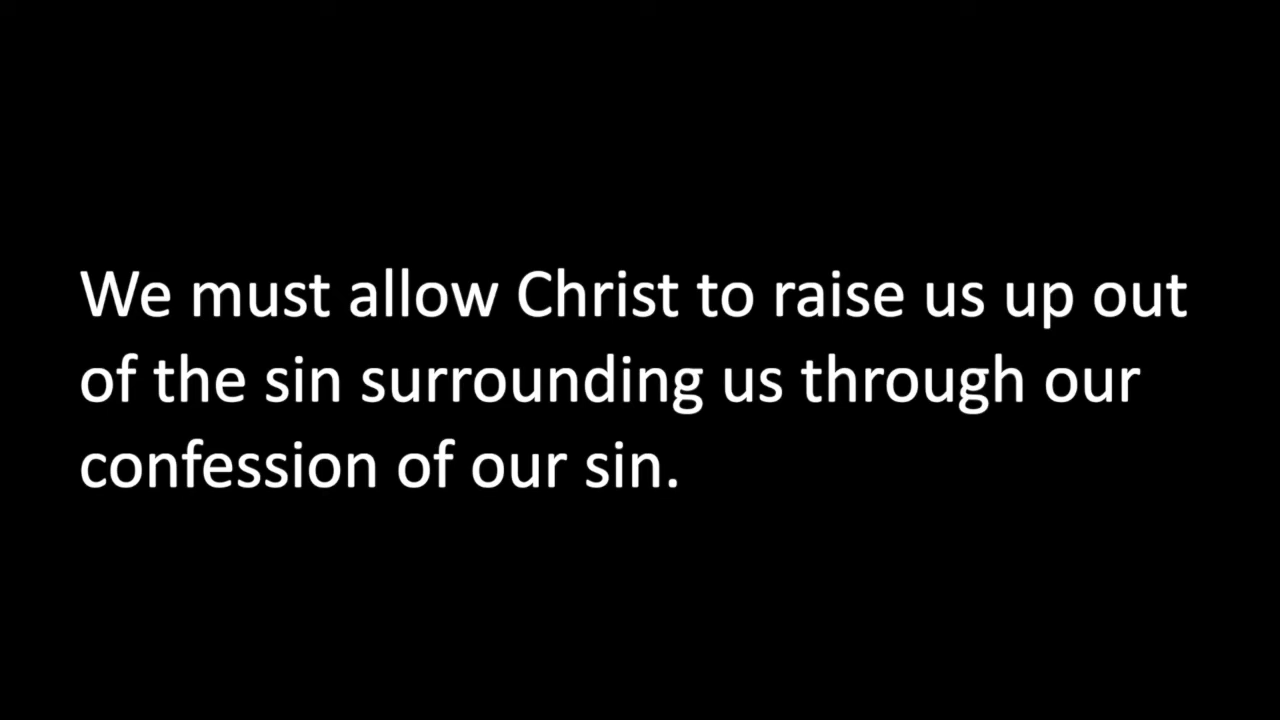 We must allow Christ to raise us up out
of the sin surrounding us through our
confession of our sin.